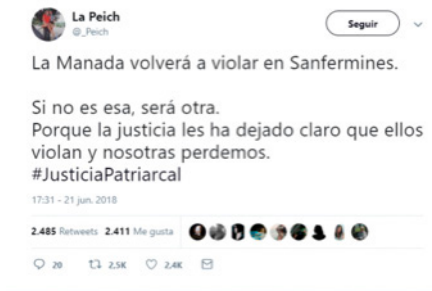 La Peich
@_Peich
Seguir
La Manada volverá a violar en Sanfermines.
Si no es esa, será otra.
Porque la justicia les ha dejado claro que ellos
violan y nosotras perdemos.
#JusticiaPatriarcal
17:31 - 21 jun. 2018
2.485 Retweets 2.411 Me gusta
20 2,5K 2,4K